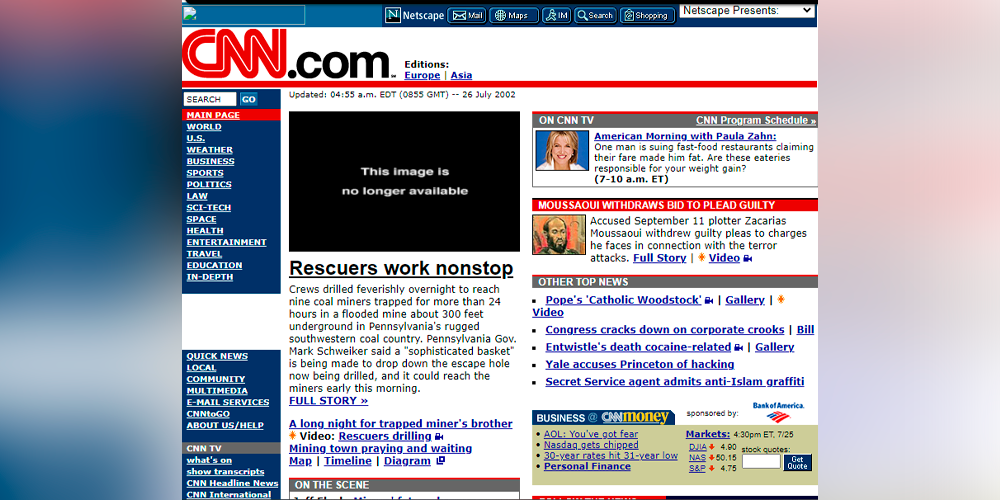 Netscape
Mail
Maps
IM
Search
Shopping
Netscape Presents:
CNN.com
Editions:
Europe | Asia
SEARCH
GO
Updated: 04:55 a.m. EDT (0855 GMT) -- 26 July 2002
MAIN PAGE
WORLD
U.S.
WEATHER
BUSINESS
SPORTS
POLITICS
LAW
SCI-TECH
SPACE
HEALTH
ENTERTAINMENT
TRAVEL
EDUCATION
IN-DEPTH
QUICK NEWS
LOCAL
COMMUNITY
MULTIMEDIA
E-MAIL SERVICES
CNNtoGO
ABOUT US/HELP
CNN TV
what's on
show transcripts
CNN Headline News
CNN International
This image is
no longer available
Rescuers work nonstop
Crews drilled feverishly overnight to reach
nine coal miners trapped for more than 24
hours in a flooded mine about 300 feet
underground in Pennsylvania's rugged
southwestern coal country. Pennsylvania Gov.
Mark Schweiker said a "sophisticated basket"
is being made to drop down the escape hole
now being drilled, and it could reach the
miners early this morning.
FULL STORY »
A long night for trapped miner's brother
Video: Rescuers drilling
Mining town praying and waiting
Map | Timeline | Diagram
ON THE SCENE
ON CNN TV
CNN Program Schedule »
American Morning with Paula Zahn:
One man is suing fast-food restaurants claiming
their fare made him fat. Are these eateries
responsible for your weight gain?
(7-10 a.m. ET)
MOUSSAOUI WITHDRAWS BID TO PLEAD GUILTY
Accused September 11 plotter Zacarias
Moussaoui withdrew guilty pleas to charges
he faces in connection with the terror
attacks. Full Story | Video
OTHER TOP NEWS
Pope's 'Catholic Woodstock' | Gallery |
Video
Congress cracks down on corporate crooks | Bill
Entwistle's death cocaine-related | Gallery
Yale accuses Princeton of hacking
Secret Service agent admits anti-Islam graffiti
BUSINESS @ CNNmoney
sponsored by:
Bank of America.
AOL: You've got fear
Nasdaq gets chipped
30-year rates hit 31-year low
Personal Finance
Markets: 4:30pm ET, 7/25
DJIA 4.90
NAS 50.15
S&P 4.75
stock quotes:
Get
Quote